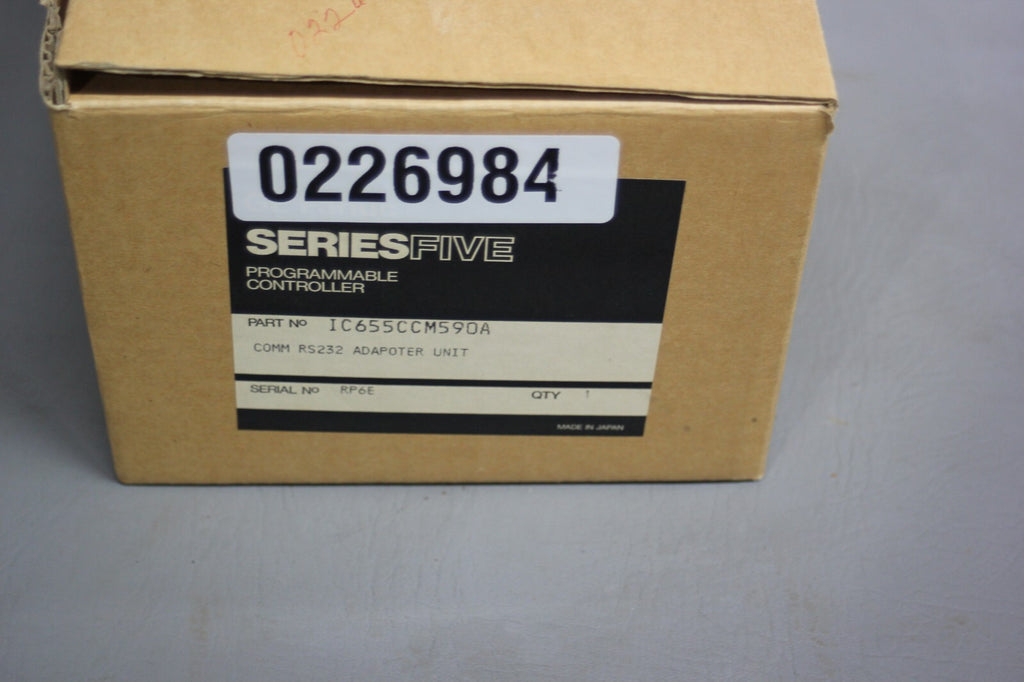 0226984
SERIESFIVE
PROGRAMMABLE
CONTROLLER
PART Nº IC655CCM590A
COMM RS232 ADAPOTER UNIT
SERIAL Nº RP6E QTY 1
MADE IN JAPAN